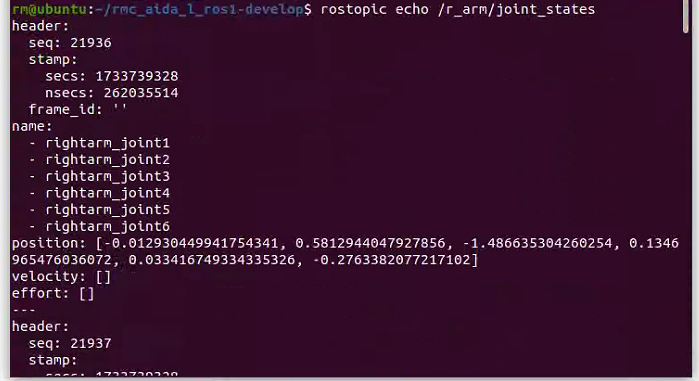 rm@ubuntu:~/rmc_aida_l_ros1-develop$ rostopic echo /r_arm/joint_states
header:
  seq: 21936
  stamp:
    secs: 1733739328
    nsecs: 262035514
  frame_id: ''
name:
  - rightarm_joint1
  - rightarm_joint2
  - rightarm_joint3
  - rightarm_joint4
  - rightarm_joint5
  - rightarm_joint6
position: [-0.012930449941754341, 0.5812944047927856, -1.486635304260254, 0.1346
965476036072, 0.033416749334335326, -0.2763382077217102]
velocity: []
effort: []
---
header:
  seq: 21937
  stamp:
    secs: 1733739328